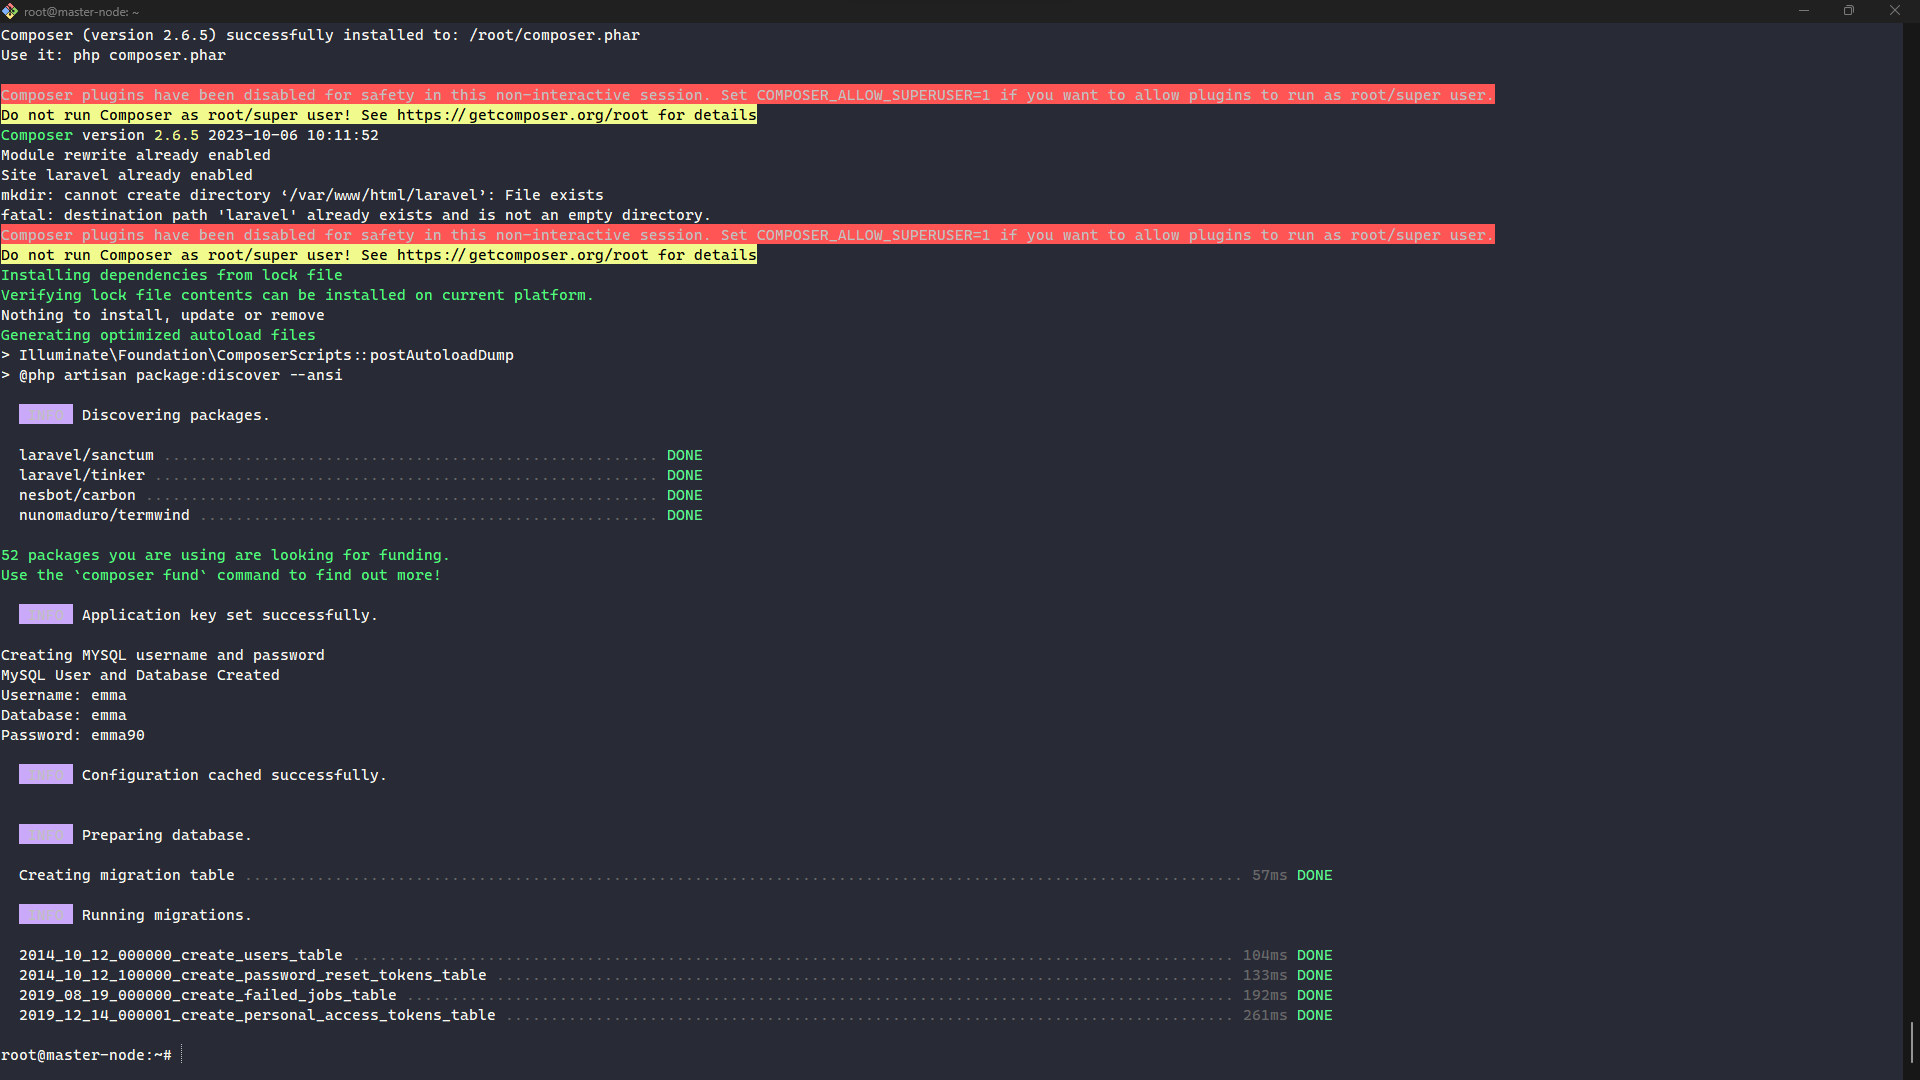 root@master-node: ~
Composer (version 2.6.5) successfully installed to: /root/composer.phar
Use it: php composer.phar
Composer plugins have been disabled for safety in this non-interactive session. Set COMPOSER_ALLOW_SUPERUSER=1 if you want to allow plugins to run as root/super user.
Do not run Composer as root/super user! See https://getcomposer.org/root for details
Composer version 2.6.5 2023-10-06 10:11:52
Module rewrite already enabled
Site laravel already enabled
mkdir: cannot create directory ‘/var/www/html/laravel’: File exists
fatal: destination path 'laravel' already exists and is not an empty directory.
Composer plugins have been disabled for safety in this non-interactive session. Set COMPOSER_ALLOW_SUPERUSER=1 if you want to allow plugins to run as root/super user.
Do not run Composer as root/super user! See https://getcomposer.org/root for details
Installing dependencies from lock file
Verifying lock file contents can be installed on current platform.
Nothing to install, update or remove
Generating optimized autoload files
> Illuminate\Foundation\ComposerScripts::postAutoloadDump
> @php artisan package:discover --ansi
Discovering packages.
laravel/sanctum ....................................................... DONE
laravel/tinker ........................................................ DONE
nesbot/carbon ......................................................... DONE
nunomaduro/termwind ................................................... DONE
52 packages you are using are looking for funding.
Use the `composer fund` command to find out more!
Application key set successfully.
Creating MYSQL username and password
MySQL User and Database Created
Username: emma
Database: emma
Password: emma90
Configuration cached successfully.
Preparing database.
Creating migration table ............................................................................................................... 57ms DONE
Running migrations.
2014_10_12_000000_create_users_table .................................................................................................. 104ms DONE
2014_10_12_100000_create_password_reset_tokens_table .................................................................................. 133ms DONE
2019_08_19_000000_create_failed_jobs_table ............................................................................................ 192ms DONE
2019_12_14_000001_create_personal_access_tokens_table ................................................................................. 261ms DONE
root@master-node:~#